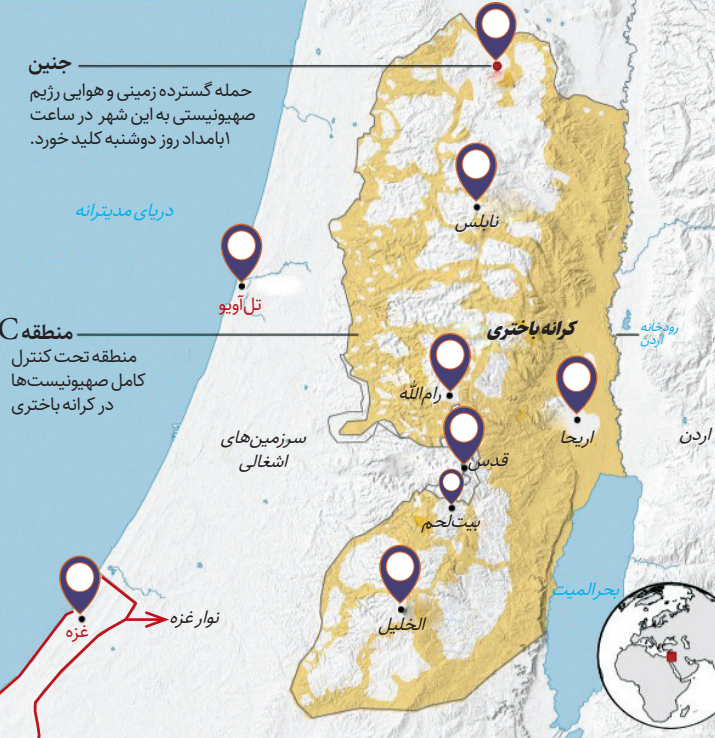 جنین
حمله گسترده زمینی و هوایی رژیم
صهیونیستی به این شهر در ساعت
۱بامداد روز دوشنبه کلید خورد.
دریای مدیترانه
نابلس
تل‌آویو
منطقه C
منطقه تحت کنترل
کامل صهیونیست‌ها
در کرانه باختری
کرانه باختری
رودخانه
اردن
رام‌الله
اریحا
اردن
سرزمین‌های
اشغالی
قدس
بیت‌لحم
بحرالمیت
الخلیل
نوار غزه
غزه